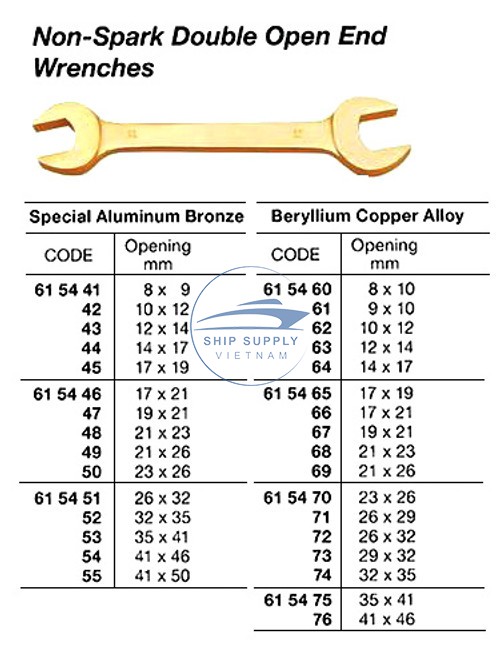 Non-Spark Double Open End
Wrenches
Special Aluminum Bronze
CODE Opening
mm
61 54 41 8 x 9
42 10 x 12
43 12 x 14
44 14 x 17
45 17 x 19
61 54 46 17 x 21
47 19 x 21
48 21 x 23
49 21 x 26
50 23 x 26
61 54 51 26 x 32
52 32 x 35
53 35 x 41
54 41 x 46
55 41 x 50
Beryllium Copper Alloy
CODE Opening
mm
61 54 60 8 x 10
61 9 x 10
62 10 x 12
63 12 x 14
64 14 x 17
61 54 65 17 x 19
66 17 x 21
67 19 x 21
68 21 x 23
69 21 x 26
61 54 70 23 x 26
71 26 x 29
72 26 x 32
73 29 x 32
74 32 x 35
61 54 75 35 x 41
76 41 x 46
SHIP SUPPLY
VIETNAM